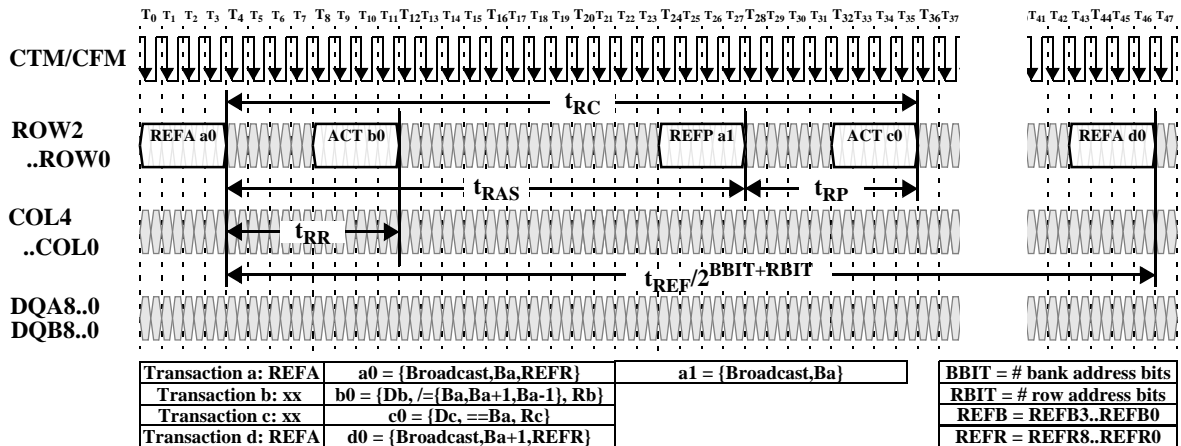 T0 T1 T2 T3 T4 T5 T6 T7 T8 T9 T10 T11 T12 T13 T14 T15 T16 T17 T18 T19 T20 T21 T22 T23 T24 T25 T26 T27 T28 T29 T30 T31 T32 T33 T34 T35 T36 T37 T41 T42 T43 T44 T45 T46 T47
CTM/CFM
tRC
ROW2
..ROW0
REFA a0 ACT b0 REFP a1 ACT c0 REFA d0
tRAS tRP
COL4
..COL0
tRR
tREF/2BBIT+RBIT
DQA8..0
DQB8..0
Transaction a: REFA a0 = {Broadcast,Ba,REFR} a1 = {Broadcast,Ba}
Transaction b: xx b0 = {Db, /={Ba,Ba+1,Ba-1}, Rb}
Transaction c: xx c0 = {Dc, ==Ba, Rc}
Transaction d: REFA d0 = {Broadcast,Ba+1,REFR}
BBIT = # bank address bits
RBIT = # row address bits
REFB = REFB3..REFB0
REFR = REFR8..REFR0